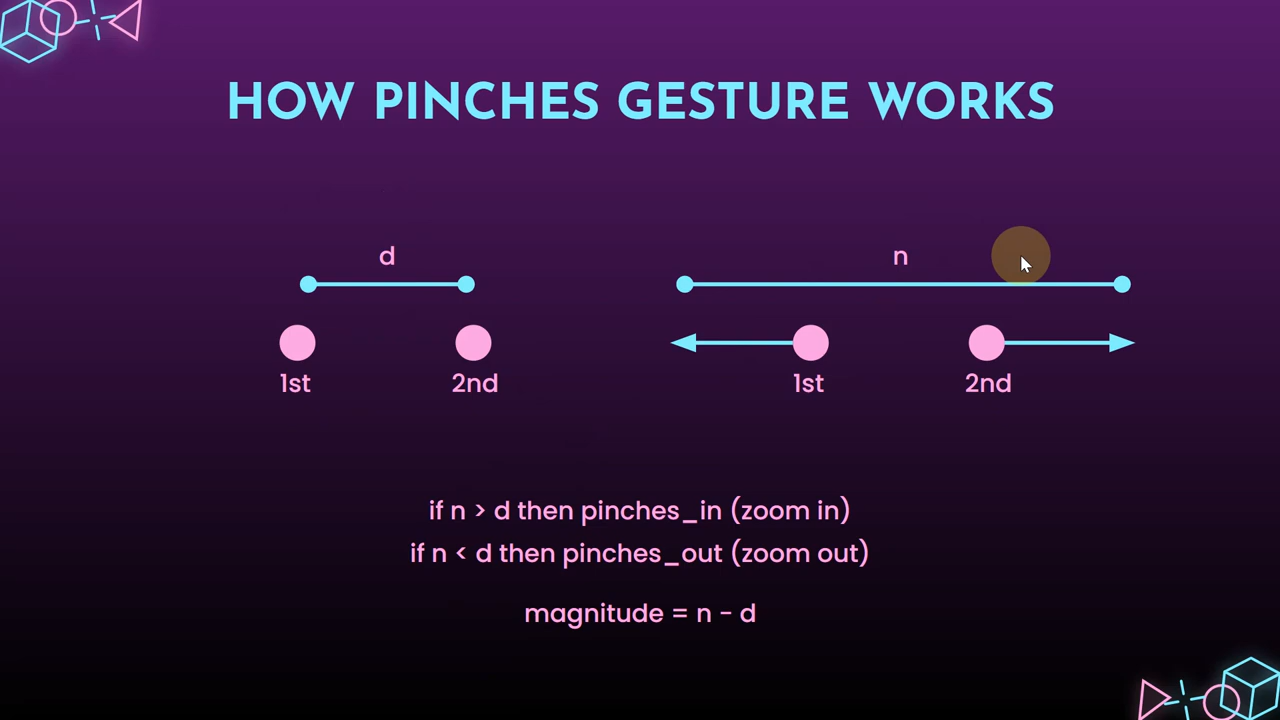 HOW PINCHES GESTURE WORKS
d
n
1st
2nd
1st
2nd
if n > d then pinches_in (zoom in)
if n < d then pinches_out (zoom out)
magnitude = n - d